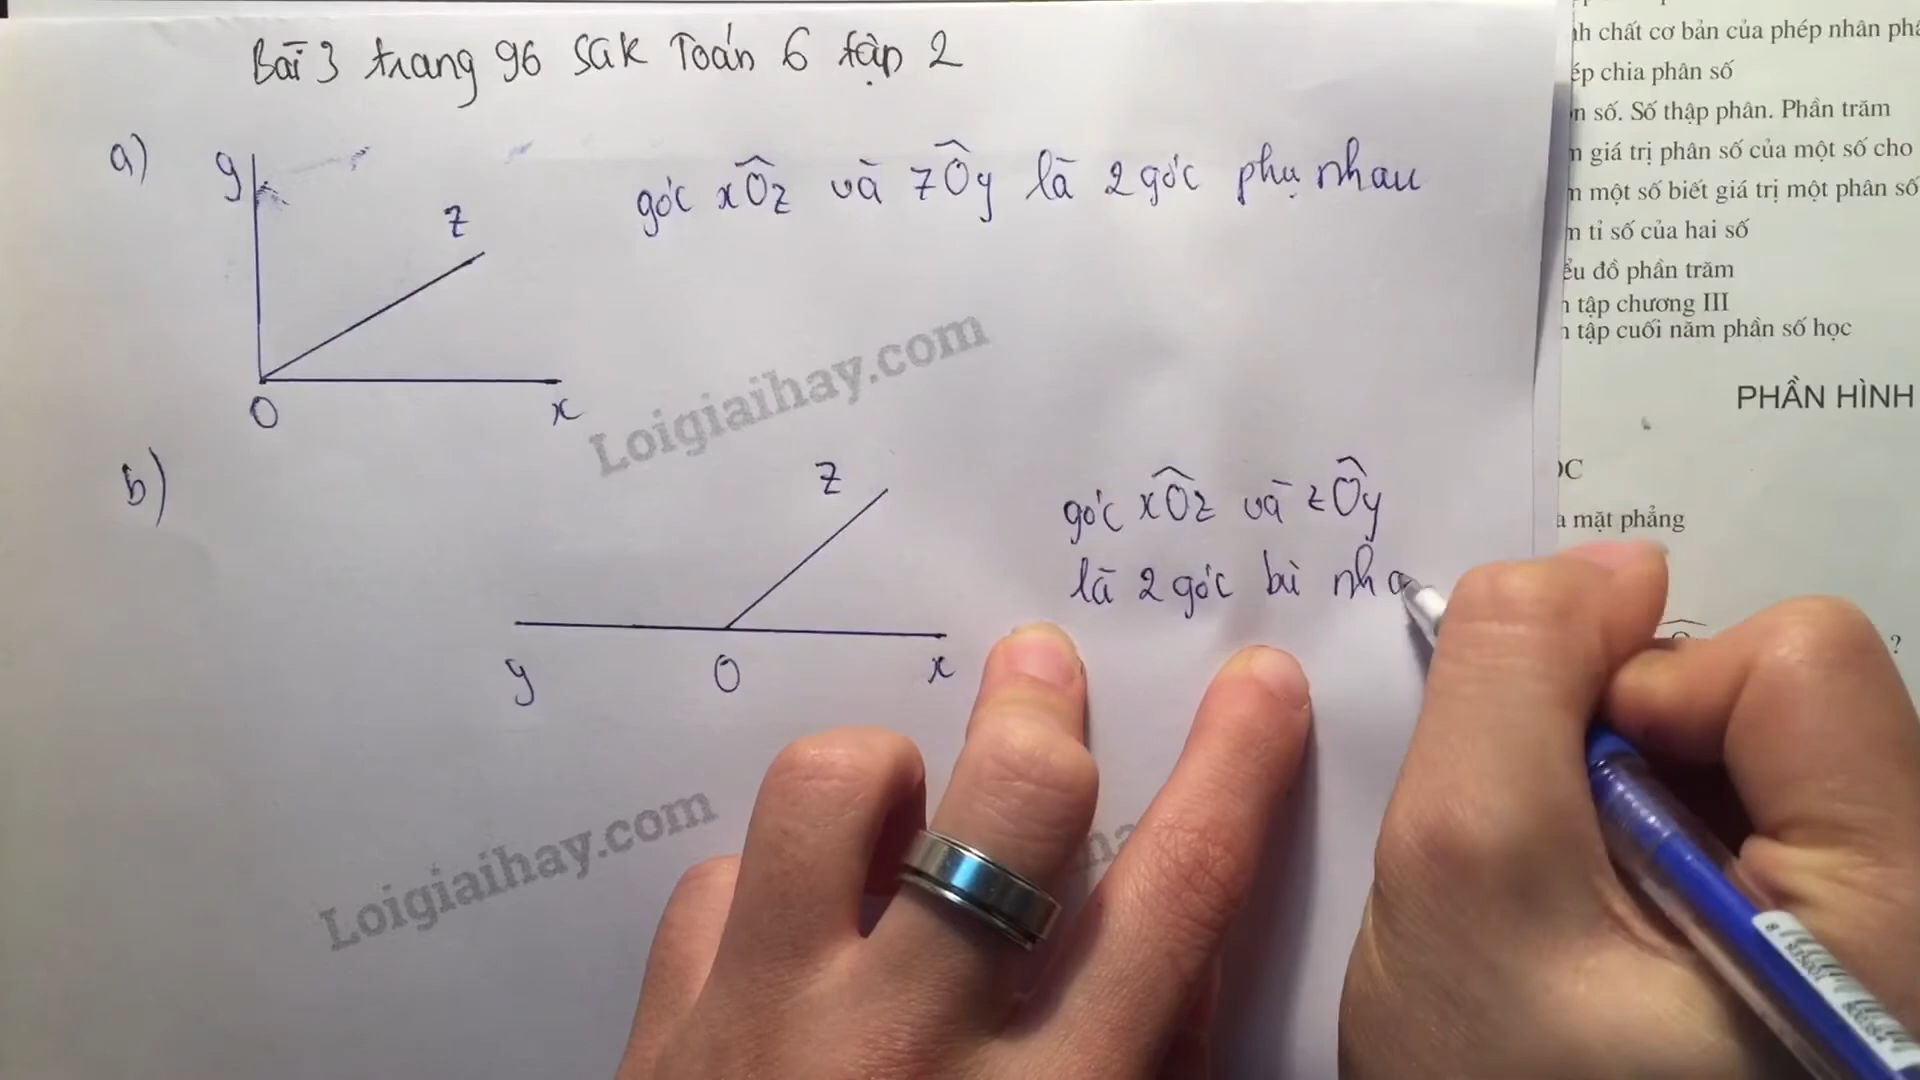 Bài 3 trang 96 SGK Toán 6 tập 2
a)
y
z
O
x
góc xÔz và zÔy là 2 góc phụ nhau
b)
z
y
O
x
góc xÔz và zÔy
là 2 góc bù nha
Loigiaihay.com
Loigiaihay.com
chất cơ bản của phép nhân
chia phân số
số. Số thập phân. Phần trăm
giá trị phân số của một số cho
một số biết giá trị một phân số
tỉ số của hai số
đồ phần trăm
tập chương III
tập cuối năm phần số học
PHẦN HÌNH
mặt phẳng
?